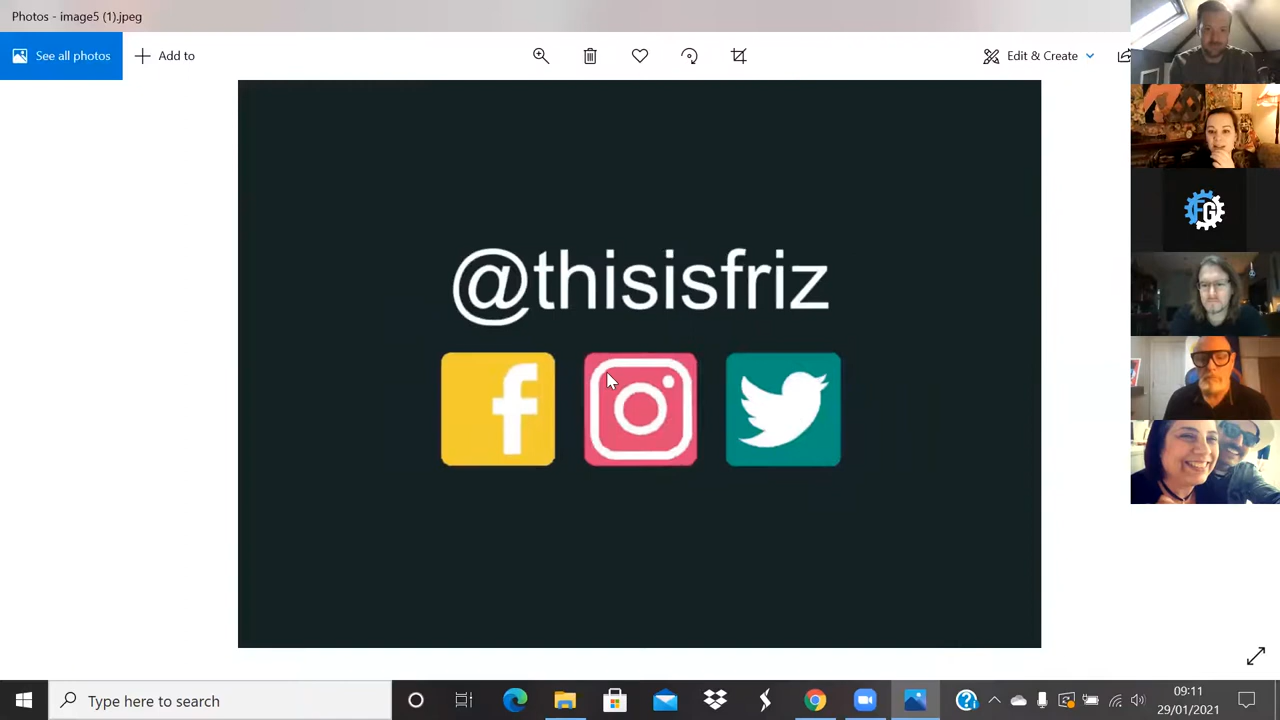 Photos - image5 (1).jpeg
See all photos
Add to
Edit & Create
@thisisfriz
FG
Type here to search
09:11
29/01/2021